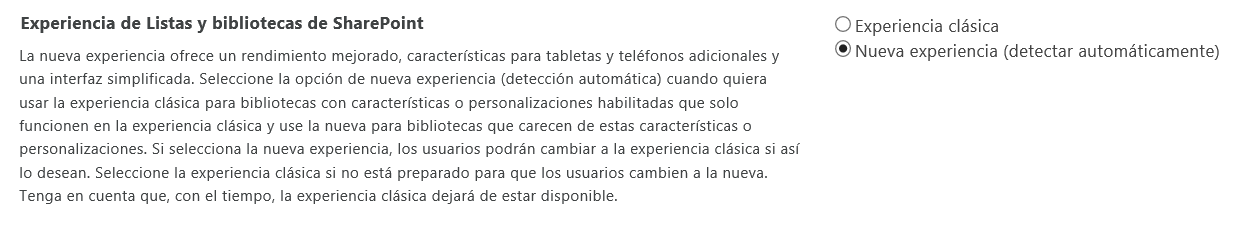 Experiencia de Listas y bibliotecas de SharePoint
La nueva experiencia ofrece un rendimiento mejorado, características para tabletas y teléfonos adicionales y
una interfaz simplificada. Seleccione la opción de nueva experiencia (detección automática) cuando quiera
usar la experiencia clásica para bibliotecas con características o personalizaciones habilitadas que solo
funcionen en la experiencia clásica y use la nueva para bibliotecas que carecen de estas características o
personalizaciones. Si selecciona la nueva experiencia, los usuarios podrán cambiar a la experiencia clásica si así
lo desean. Seleccione la experiencia clásica si no está preparado para que los usuarios cambien a la nueva.
Tenga en cuenta que, con el tiempo, la experiencia clásica dejará de estar disponible.
Experiencia clásica
Nueva experiencia (detectar automáticamente)